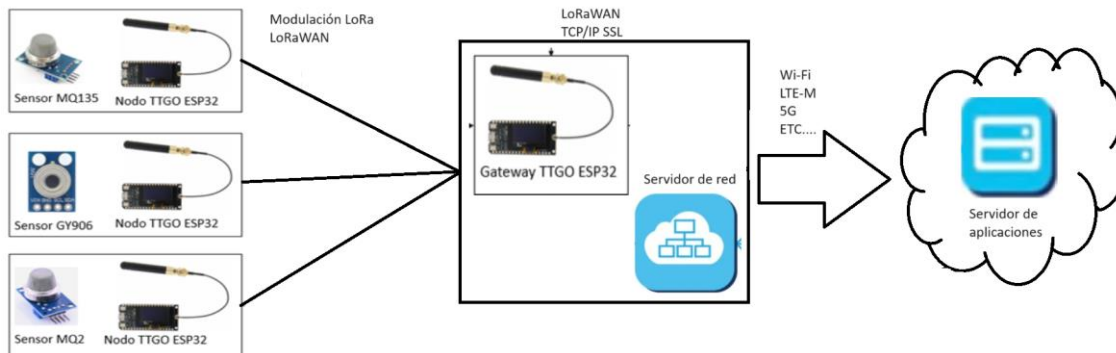 Modulación LoRa
LoRaWAN
Sensor MQ135
Nodo TTGO ESP32
Sensor GY906
Nodo TTGO ESP32
Sensor MQ2
Nodo TTGO ESP32
LoRaWAN
TCP/IP SSL
Gateway TTGO ESP32
Servidor de red
Wi-Fi
LTE-M
5G
ETC....
Servidor de
aplicaciones